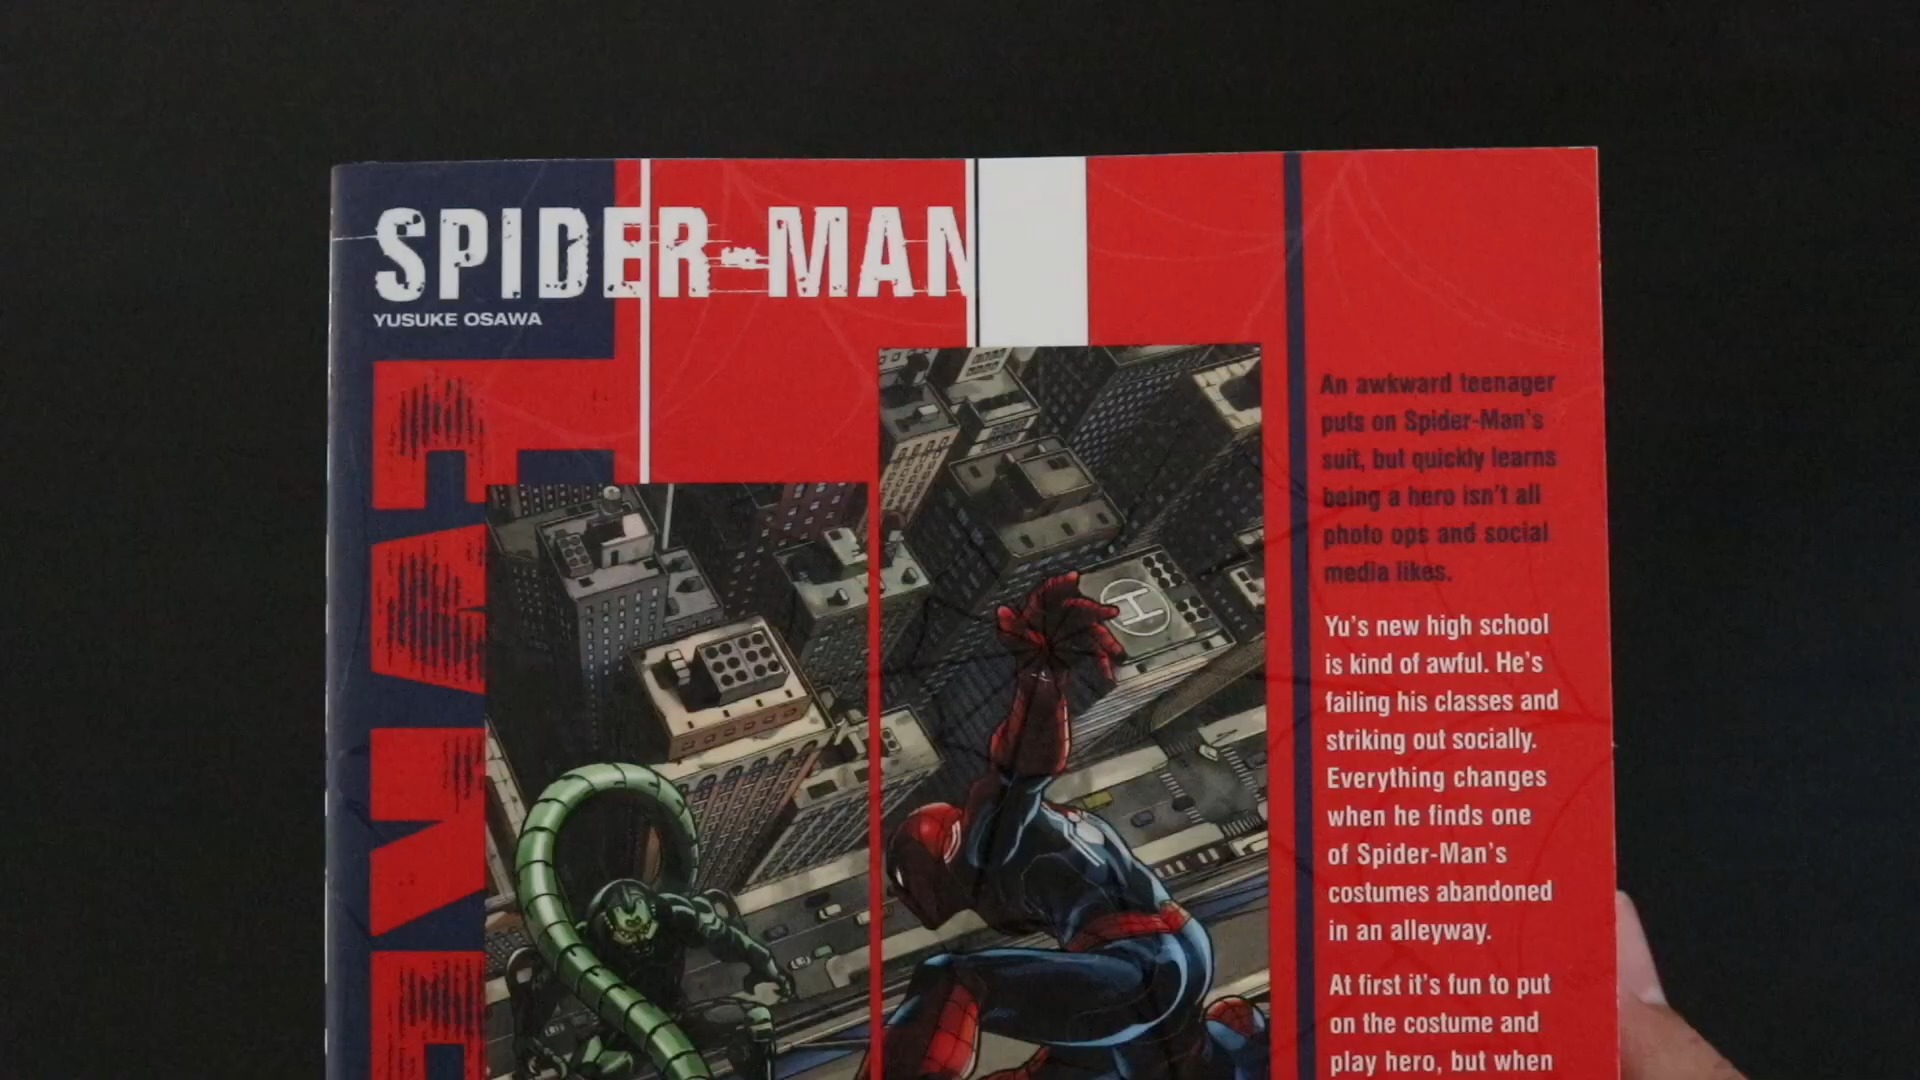 SPIDER-MAN
YUSUKE OSAWA
H
An awkward teenager
puts on Spider-Man's
suit, but quickly learns
being a hero isn't all
photo ops and social
media likes.
Yu's new high school
is kind of awful. He's
failing his classes and
striking out socially.
Everything changes
when he finds one
of Spider-Man's
costumes abandoned
in an alleyway.
At first it's fun to put
on the costume and
play hero, but when